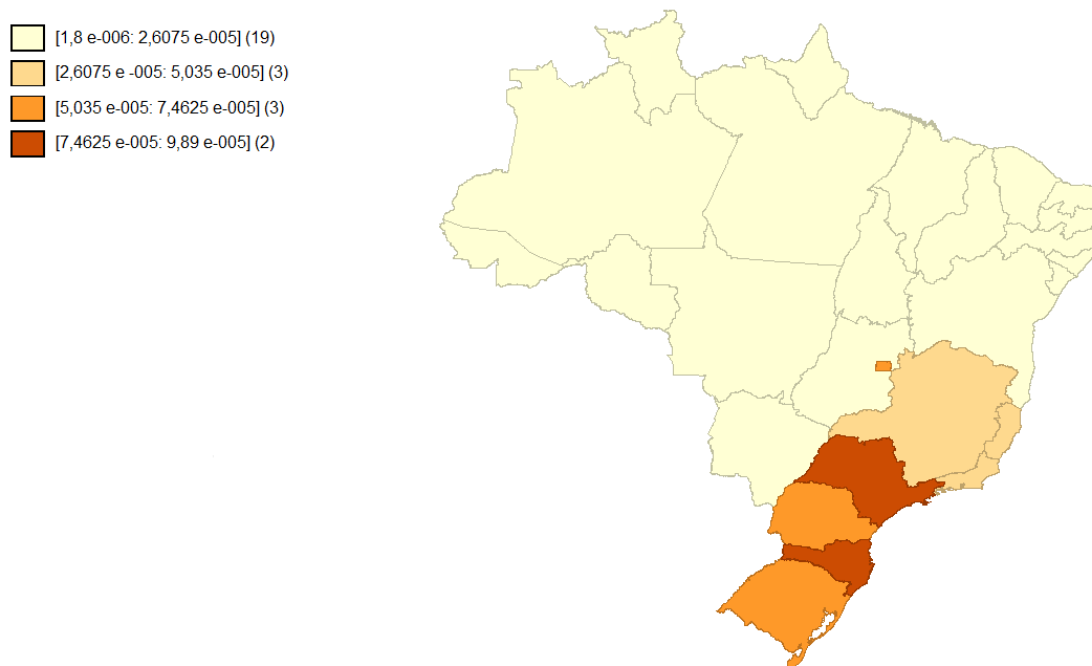 [1,8 e-006: 2,6075 e-005] (19)
[2,6075 e -005: 5,035 e-005] (3)
[5,035 e-005: 7,4625 e-005] (3)
[7,4625 e-005: 9,89 e-005] (2)